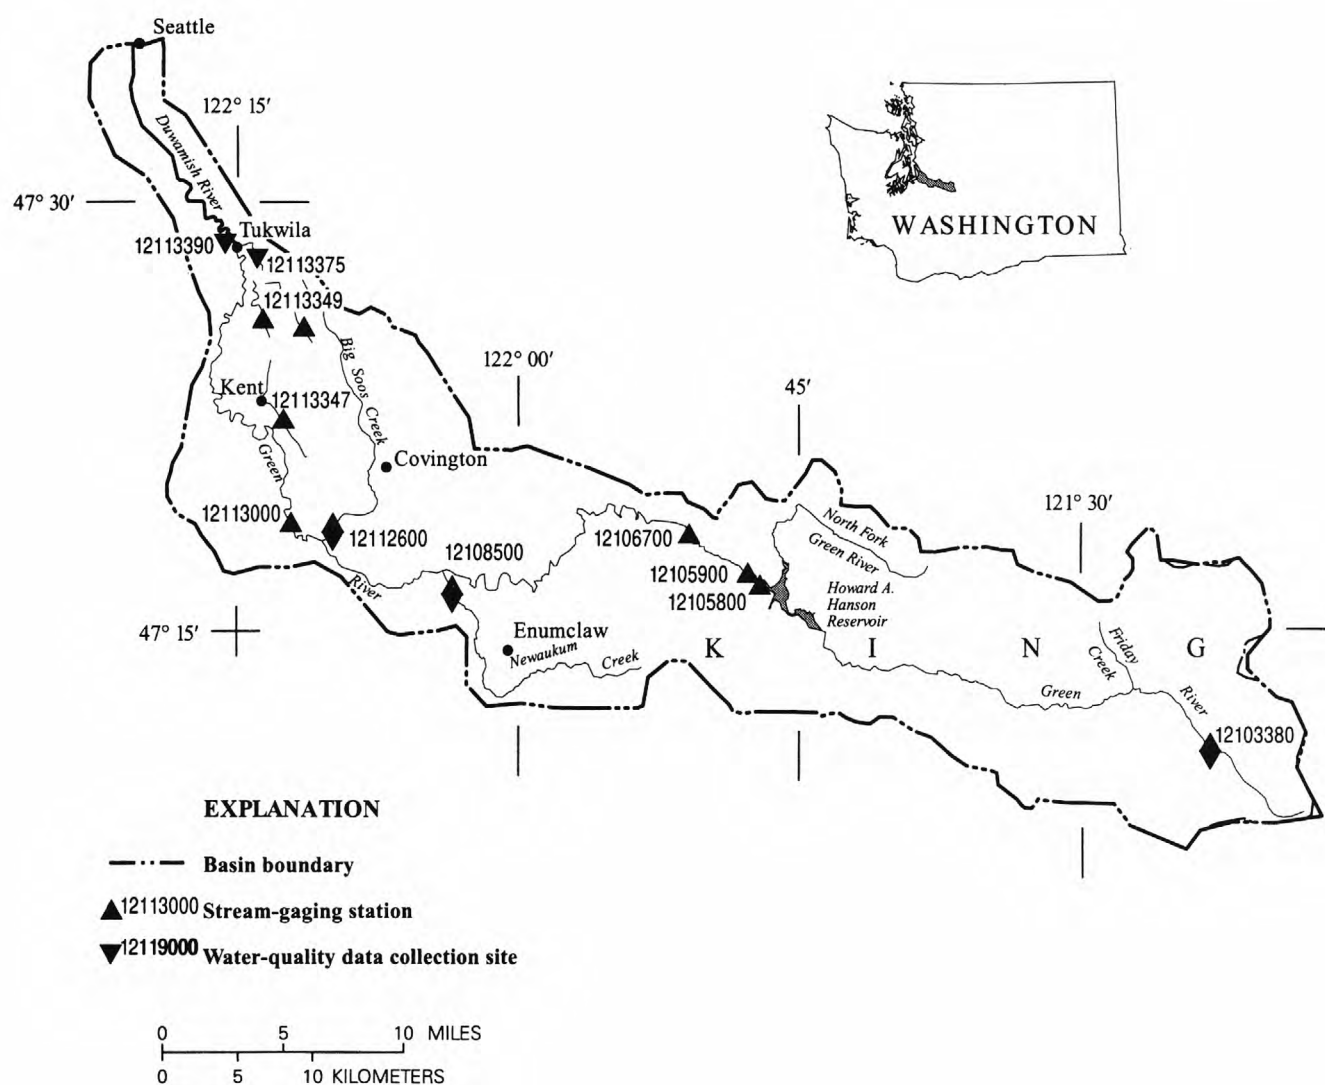 Seattle
122° 15′
Duwamish River
47° 30′
WASHINGTON
Tukwila
12113390
12113375
12113349
Big Soos Creek
122° 00′
45′
Kent
12113347
Green
Covington
121° 30′
12113000
12112600
12108500
12106700
North Fork
Green River
12105900
12105800
Howard A.
Hanson
Reservoir
River
47° 15′
Enumclaw
Newaukum
Creek
K I N G
Friday
Creek
Green
River
12103380
EXPLANATION
Basin boundary
12113000 Stream-gaging station
12119000 Water-quality data collection site
0 5 10 MILES
0 5 10 KILOMETERS